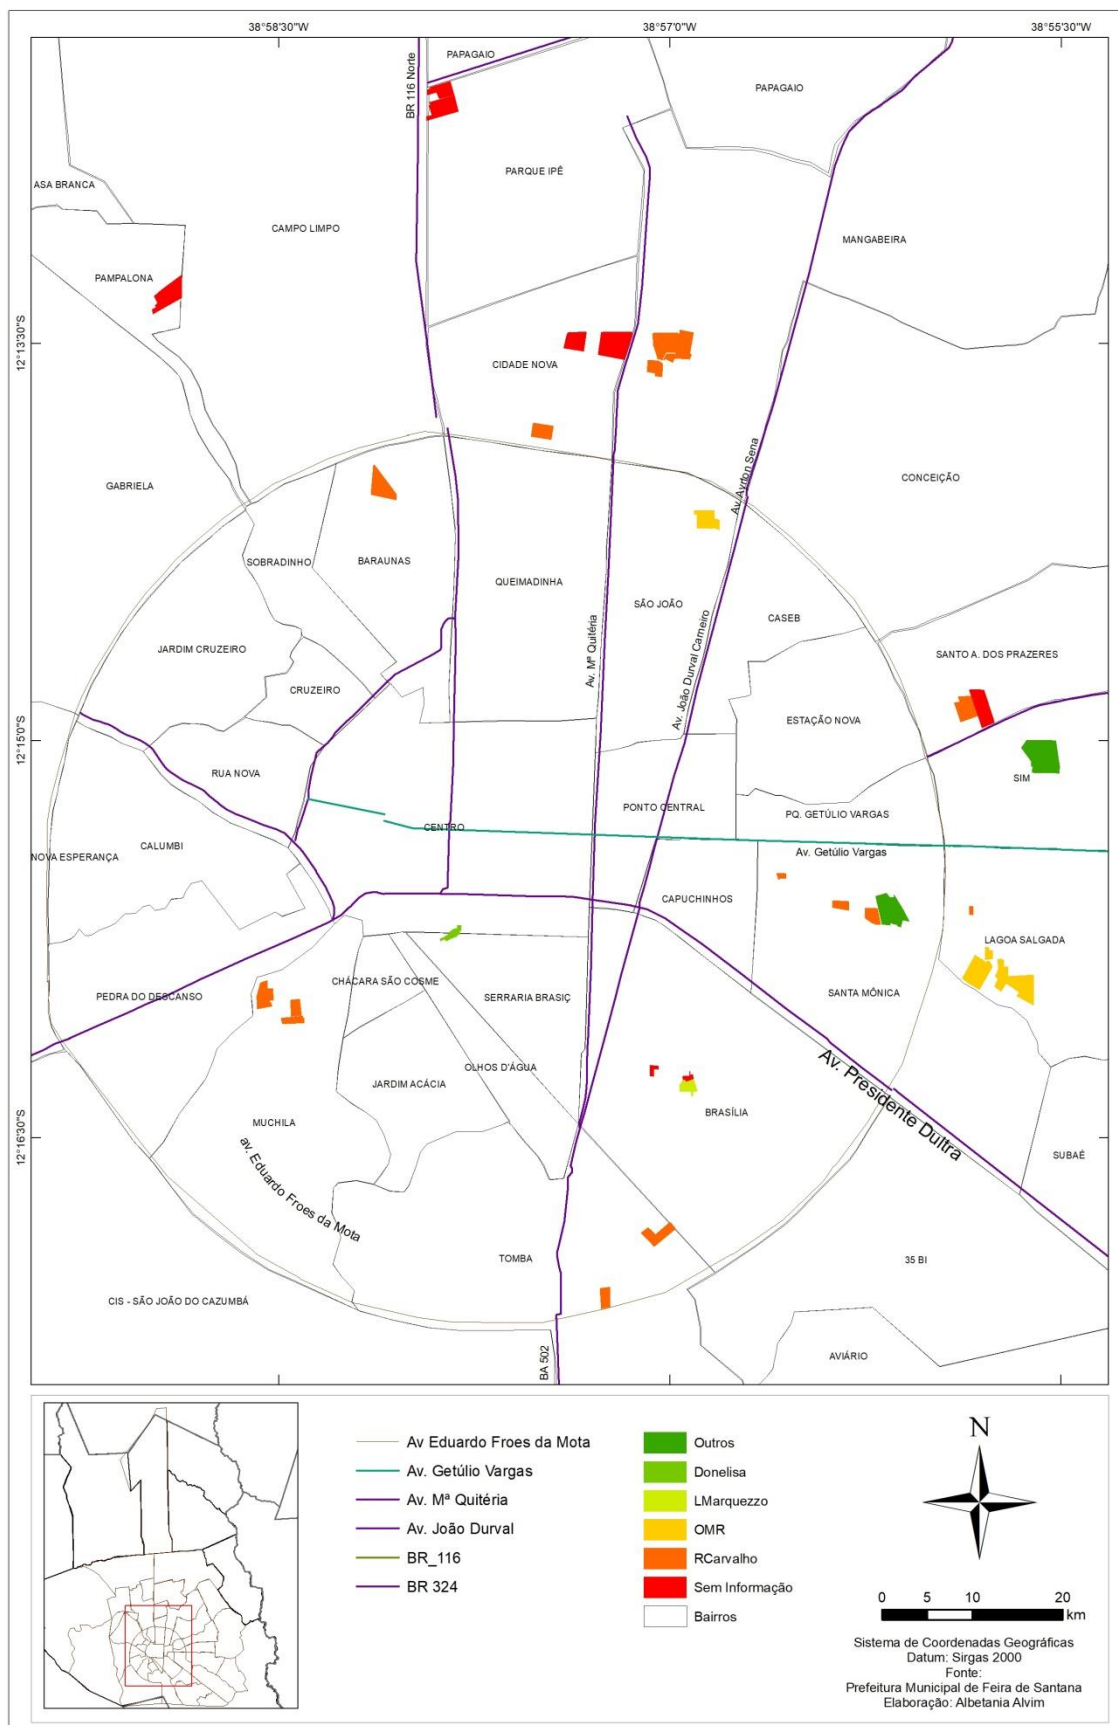 38°58'30"W
38°57'0"W
38°55'30"W
PAPAGAIO
BR 116 Norte
PAPAGAIO
PARQUE IPÊ
ASA BRANCA
CAMPO LIMPO
MANGABEIRA
PAMPALONA
12°13'30"S
CIDADE NOVA
Av. Ayrton Sena
CONCEIÇÃO
GABRIELA
SOBRADINHO
BARAUNAS
QUEIMADINHA
SÃO JOÃO
CASEB
Av. Mª Quitéria
Av. João Durval Carneiro
JARDIM CRUZEIRO
SANTO A. DOS PRAZERES
CRUZEIRO
ESTAÇÃO NOVA
12°15'0"S
RUA NOVA
SIM
PONTO CENTRAL
PQ. GETÚLIO VARGAS
CENTRO
CALUMBI
NOVA ESPERANÇA
Av. Getúlio Vargas
CAPUCHINHOS
LAGOA SALGADA
CHÁCARA SÃO COSME
PEDRA DO DESCANSO
SERRARIA BRASIÇ
SANTA MÔNICA
OLHOS D'ÁGUA
JARDIM ACÁCIA
Av. Presidente Dultra
BRASÍLIA
MUCHILA
12°16'30"S
SUBAÉ
av. Eduardo Froes da Mota
TOMBA
35 BI
CIS - SÃO JOÃO DO CAZUMBÁ
BA 502
AVIÁRIO
Av Eduardo Froes da Mota
Av. Getúlio Vargas
Av. Mª Quitéria
Av. João Durval
BR_116
BR 324
Outros
Donelisa
LMarquezzo
OMR
RCarvalho
Sem Informação
Bairros
N
0 5 10 20
km
Sistema de Coordenadas Geográficas
Datum: Sirgas 2000
Fonte:
Prefeitura Municipal de Feira de Santana
Elaboração: Albetania Alvim